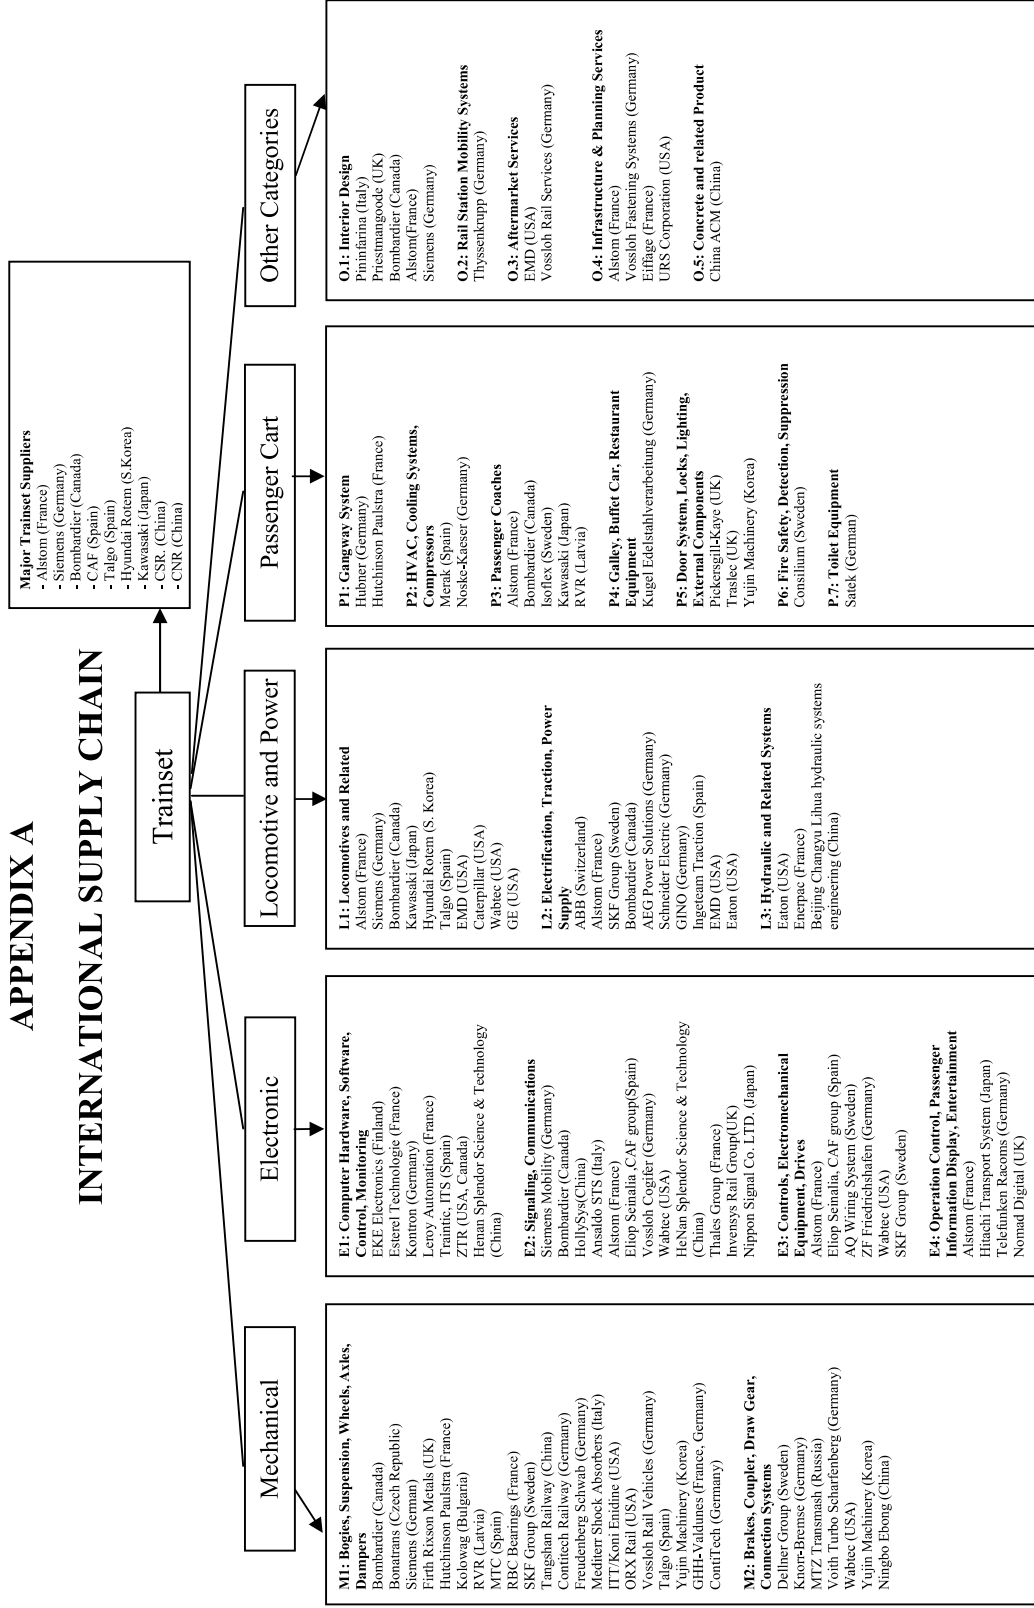 APPENDIX A
INTERNATIONAL SUPPLY CHAIN
Trainset
Major Trainset Suppliers
- Alstom (France)
- Siemens (Germany)
- Bombardier (Canada)
- CAF (Spain)
- Talgo (Spain)
- Hyundai Rotem (S.Korea)
- Kawasaki (Japan)
- CSR. (China)
- CNR (China)
Mechanical
M1: Bogies, Suspension, Wheels, Axles,
Dampers
Bombardier (Canada)
Bonatrans (Czech Republic)
Siemens (German)
Firth Rixson Metals (UK)
Hutchinson Paulstra (France)
Kolowag (Bulgaria)
RVR (Latvia)
MTC (Spain)
RBC Bearings (France)
SKF Group (Sweden)
Tangshan Railway (China)
Contitech Railway (Germany)
Freudenberg Schwab (Germany)
Mediterr Shock Absorbers (Italy)
ITT/Koni Enidine (USA)
ORX Rail (USA)
Vossloh Rail Vehicles (Germany)
Talgo (Spain)
Yujin Machinery (Korea)
GHH-Valdunes (France, Germany)
ContiTech (Germany)
M2: Brakes, Coupler, Draw Gear,
Connection Systems
Dellner Group (Sweden)
Knorr-Bremse (Germany)
MTZ Transmash (Russia)
Voith Turbo Scharfenberg (Germany)
Wabtec (USA)
Yujin Machinery (Korea)
Ningbo Ebong (China)
Electronic
E1: Computer Hardware, Software,
Control, Monitoring
EKE Electronics (Finland)
Esterel Technologie (France)
Kontron (Germany)
Leroy Automation (France)
Traintic, ITS (Spain)
ZTR (USA, Canada)
Henan Splendor Science & Technology
(China)
E2: Signaling, Communications
Siemens Mobility (Germany)
Bombardier (Canada)
HollySys(China)
Ansaldo STS (Italy)
Alstom (France)
Eliop Seinalia ,CAF group(Spain)
Vossloh Cogifer (Germany)
Wabtec (USA)
HeNan Splendor Science & Technology
(China)
Thales Group (France)
Invensys Rail Group(UK)
Nippon Signal Co. LTD. (Japan)
E3: Controls, Electromechanical
Equipment, Drives
Alstom (France)
Eliop Seinalia, CAF group (Spain)
AQ Wiring System (Sweden)
ZF Friedrichshafen (Germany)
Wabtec (USA)
SKF Group (Sweden)
E4: Operation Control, Passenger
Information Display, Entertainment
Alstom (France)
Hitachi Transport System (Japan)
Telefunken Racoms (Germany)
Nomad Digital (UK)
Locomotive and Power
L1: Locomotives and Related
Alstom (France)
Siemens (Germany)
Bombardier (Canada)
Kawasaki (Japan)
Hyundai Rotem (S. Korea)
Talgo (Spain)
EMD (USA)
Caterpillar (USA)
Wabtec (USA)
GE (USA)
L2: Electrification, Traction, Power
Supply
ABB (Switzerland)
Alstom (France)
SKF Group (Sweden)
Bombardier (Canada)
AEG Power Solutions (Germany)
Schneider Electric (Germany)
GINO (Germany)
Ingeteam Traction (Spain)
EMD (USA)
Eaton (USA)
L3: Hydraulic and Related Systems
Eaton (USA)
Enerpac (France)
Beijing Changyu Lihua hydraulic systems
engineering (China)
Passenger Cart
P1: Gangway System
Hubner (Germany)
Hutchinson Paulstra (France)
P2: HVAC, Cooling Systems,
Compressors
Merak (Spain)
Noske-Kaeser (Germany)
P3: Passenger Coaches
Alstom (France)
Bombardier (Canada)
Isoflex (Sweden)
Kawasaki (Japan)
RVR (Latvia)
P4: Galley, Buffet Car, Restaurant
Equipment
Kugel Edelstahlverarbeitung (Germany)
P5: Door System, Locks, Lighting,
External Components
Pickersgill-Kaye (UK)
Traslec (UK)
Yujin Machinery (Korea)
P6: Fire Safety, Detection, Suppression
Consilium (Sweden)
P.7: Toilet Equipment
Satek (German)
Other Categories
O.1: Interior Design
Pininfarina (Italy)
Priestmangoode (UK)
Bombardier (Canada)
Alstom(France)
Siemens (Germany)
O.2: Rail Station Mobility Systems
Thyssenkrupp (Germany)
O.3: Aftermarket Services
EMD (USA)
Vossloh Rail Services (Germany)
O.4: Infrastructure & Planning Services
Alstom (France)
Vossloh Fastening Systems (Germany)
Eiffage (France)
URS Corporation (USA)
O.5: Concrete and related Product
China ACM (China)